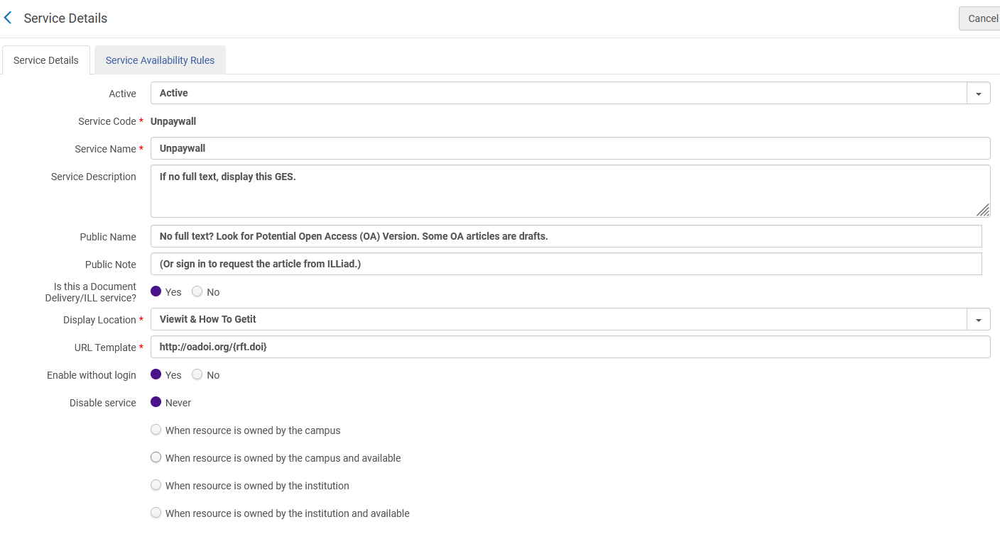 Service Details
Cancel
Service Details
Service Availability Rules
Active
Active
Service Code *
Unpaywall
Service Name *
Unpaywall
Service Description
If no full text, display this GES.
Public Name
No full text? Look for Potential Open Access (OA) Version. Some OA articles are drafts.
Public Note
(Or sign in to request the article from ILLiad.)
Is this a Document
Delivery/ILL service?
Yes
No
Display Location *
Viewit & How To Getit
URL Template *
http://oadoi.org/{rft.doi}
Enable without login
Yes
No
Disable service
Never
When resource is owned by the campus
When resource is owned by the campus and available
When resource is owned by the institution
When resource is owned by the institution and available